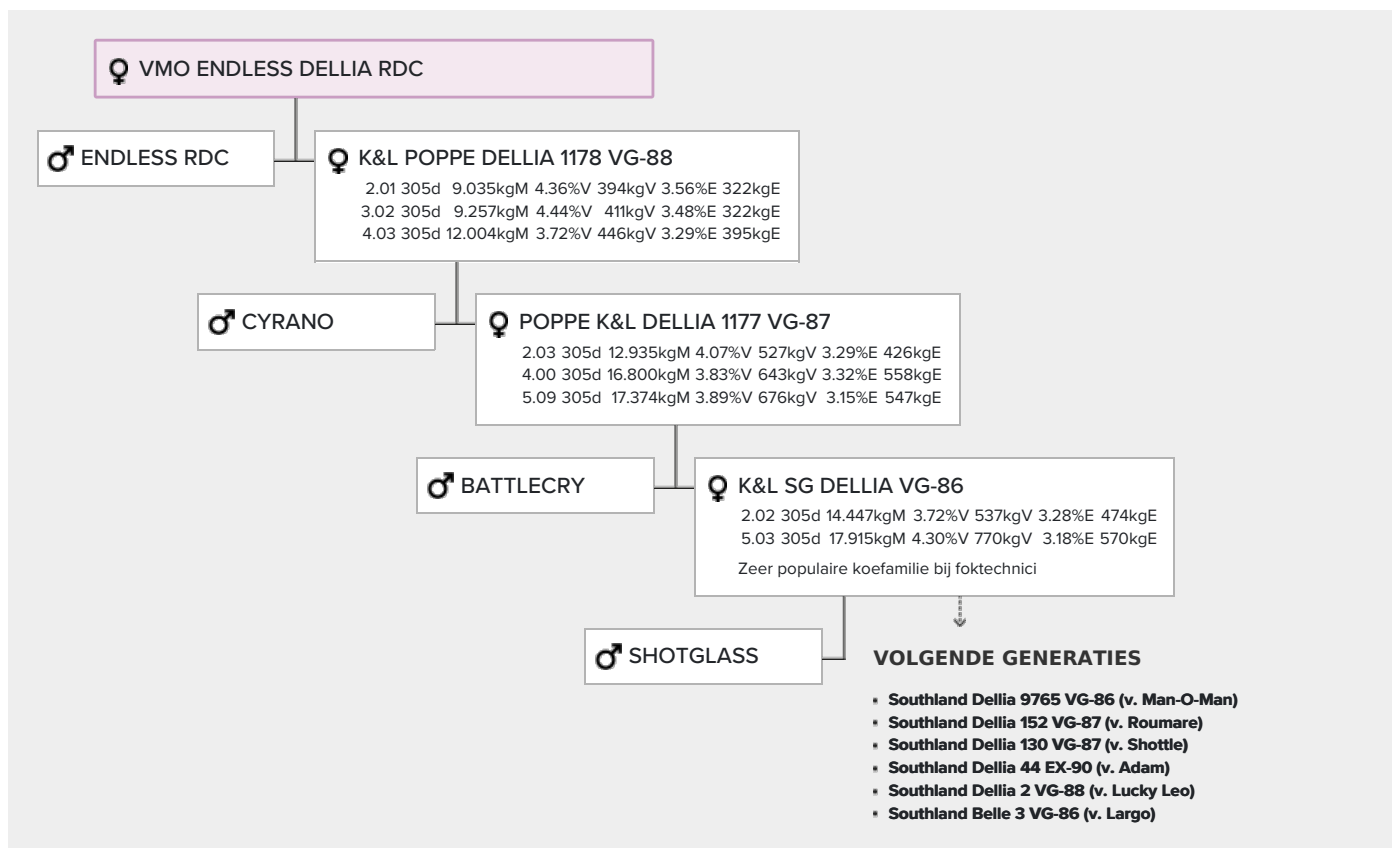 VMO ENDLESS DELLIA RDC
ENDLESS RDC
K&L POPPE DELLIA 1178 VG-88
2.01 305d 9.035kgM 4.36%V 394kgV 3.56%E 322kgE
3.02 305d 9.257kgM 4.44%V 411kgV 3.48%E 322kgE
4.03 305d 12.004kgM 3.72%V 446kgV 3.29%E 395kgE
CYRANO
POPPE K&L DELLIA 1177 VG-87
2.03 305d 12.935kgM 4.07%V 527kgV 3.29%E 426kgE
4.00 305d 16.800kgM 3.83%V 643kgV 3.32%E 558kgE
5.09 305d 17.374kgM 3.89%V 676kgV 3.15%E 547kgE
BATTLECRY
K&L SG DELLIA VG-86
2.02 305d 14.447kgM 3.72%V 537kgV 3.28%E 474kgE
5.03 305d 17.915kgM 4.30%V 770kgV 3.18%E 570kgE
Zeer populaire koefamilie bij foktechnici
SHOTGLASS
VOLGENDE GENERATIES
▪ Southland Dellia 9765 VG-86 (v. Man-O-Man)
▪ Southland Dellia 152 VG-87 (v. Roumare)
▪ Southland Dellia 130 VG-87 (v. Shottle)
▪ Southland Dellia 44 EX-90 (v. Adam)
▪ Southland Dellia 2 VG-88 (v. Lucky Leo)
▪ Southland Belle 3 VG-86 (v. Largo)